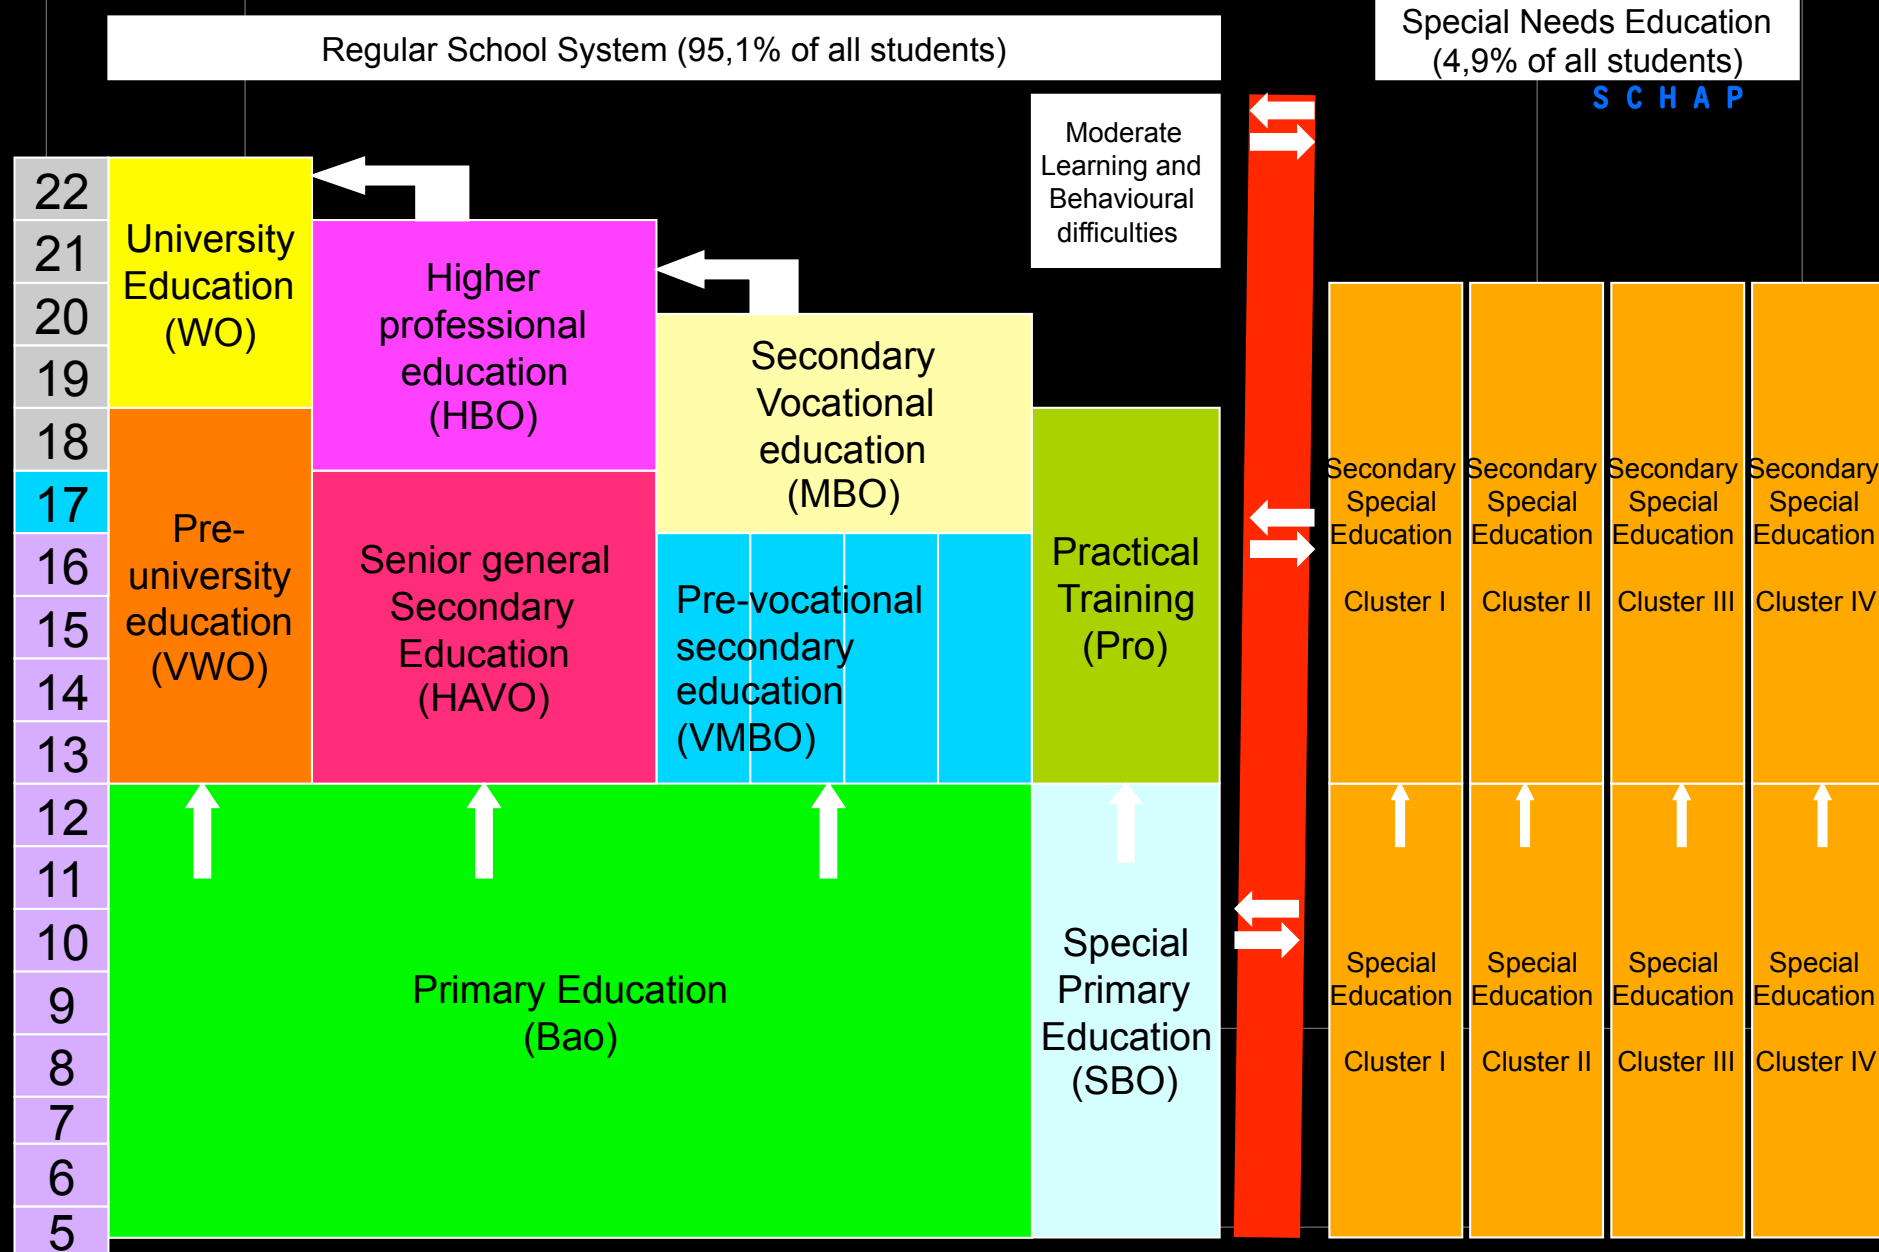 Regular School System (95,1% of all students)
Special Needs Education
(4,9% of all students)
SCHAP
Moderate
Learning and
Behavioural
difficulties
22
21
20
19
18
17
16
15
14
13
12
11
10
9
8
7
6
5
University
Education
(WO)
Higher
professional
education
(HBO)
Secondary
Vocational
education
(MBO)
Pre-
university
education
(VWO)
Senior general
Secondary
Education
(HAVO)
Pre-vocational
secondary
education
(VMBO)
Practical
Training
(Pro)
Primary Education
(Bao)
Special
Primary
Education
(SBO)
Secondary
Special
Education
Cluster I
Secondary
Special
Education
Cluster II
Secondary
Special
Education
Cluster III
Secondary
Special
Education
Cluster IV
Special
Education
Cluster I
Special
Education
Cluster II
Special
Education
Cluster III
Special
Education
Cluster IV